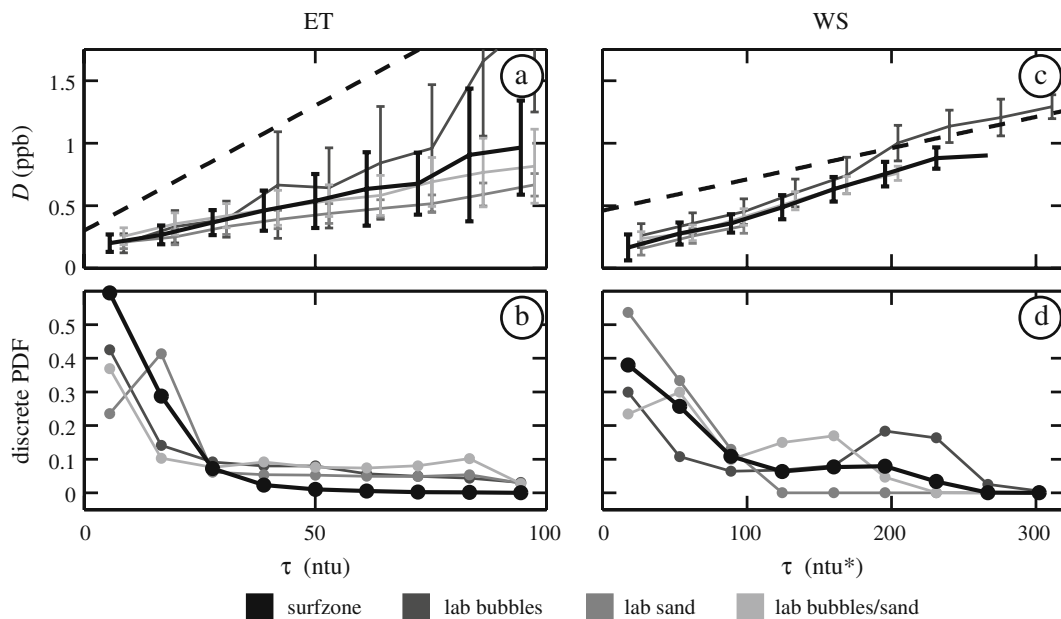 ET
WS
D (ppb)
1.5
1
0.5
0
a
c
discrete PDF
0.5
0.4
0.3
0.2
0.1
0
b
d
0
50
100
0
100
200
300
τ (ntu)
τ (ntu*)
surfzone
lab bubbles
lab sand
lab bubbles/sand